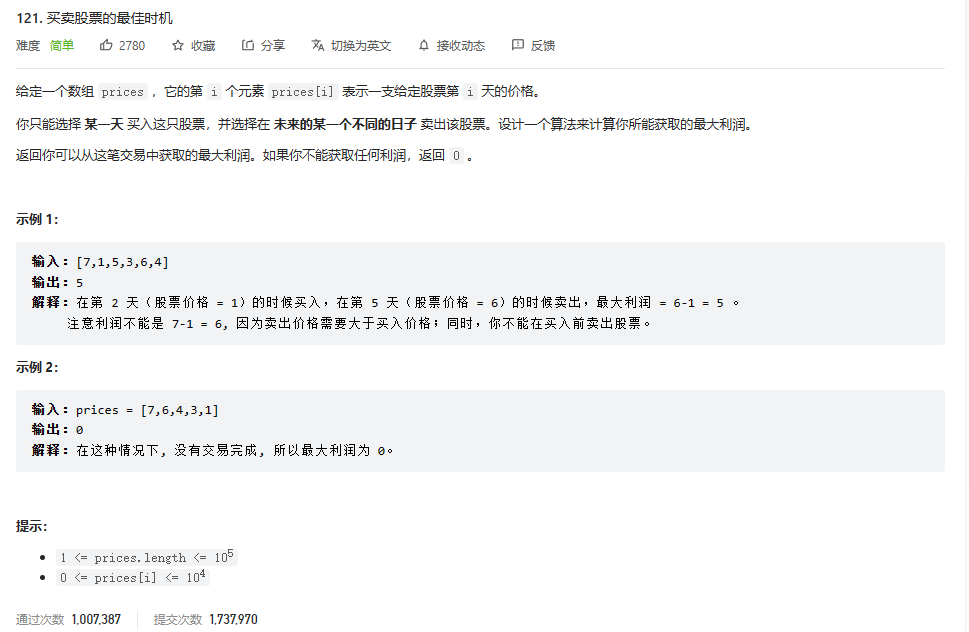 121. 买卖股票的最佳时机
难度 简单 2780 收藏 分享 切换为英文 接收动态 反馈
给定一个数组 prices ，它的第 i 个元素 prices[i] 表示一支给定股票第 i 天的价格。
你只能选择 某一天 买入这只股票，并选择在 未来的某一个不同的日子 卖出该股票。设计一个算法来计算你所能获取的最大利润。
返回你可以从这笔交易中获取的最大利润。如果你不能获取任何利润，返回 0 。
示例 1：
输入：[7,1,5,3,6,4]
输出：5
解释：在第 2 天（股票价格 = 1）的时候买入，在第 5 天（股票价格 = 6）的时候卖出，最大利润 = 6-1 = 5 。
注意利润不能是 7-1 = 6, 因为卖出价格需要大于买入价格；同时，你不能在买入前卖出股票。
示例 2：
输入：prices = [7,6,4,3,1]
输出：0
解释：在这种情况下, 没有交易完成, 所以最大利润为 0。
提示：
• 1 <= prices.length <= 10⁵
• 0 <= prices[i] <= 10⁴
通过次数 1,007,387 提交次数 1,737,970